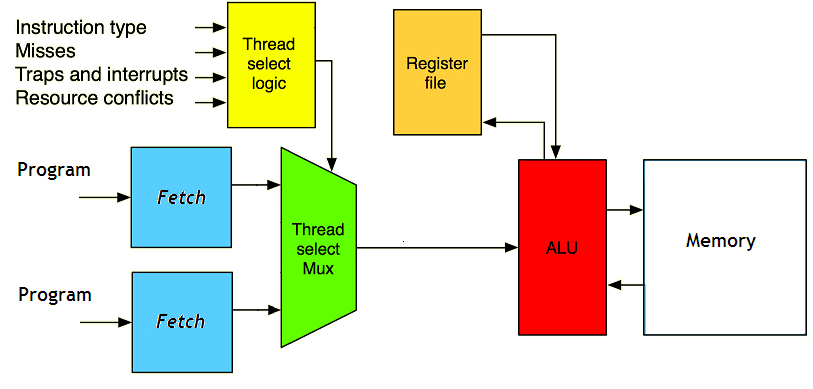 Instruction type
Misses
Traps and interrupts
Resource conflicts
Thread
select
logic
Register
file
Program
Fetch
Thread
select
Mux
ALU
Memory
Program
Fetch